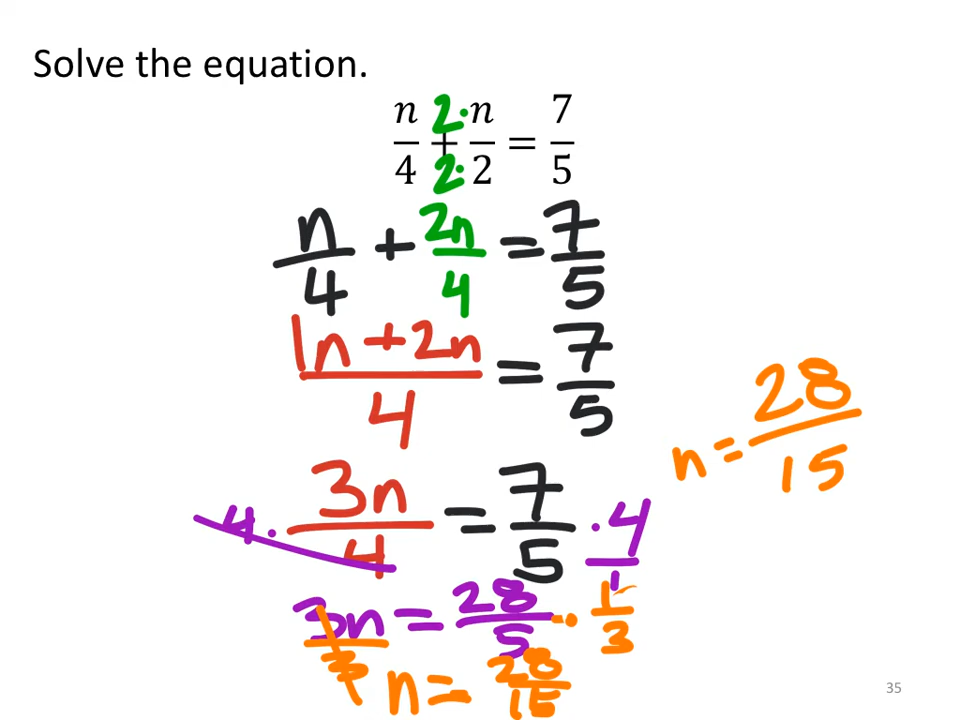 Solve the equation.
n/4 + n/2 = 7/5
2·
2·
n/4 + 2n/4 = 7/5
1n + 2n/4 = 7/5
4 · 3n/4 = 7/5 · 4/1
n = 28/15
3n/3 = 28/5 · 1/3
n = 28/15
35